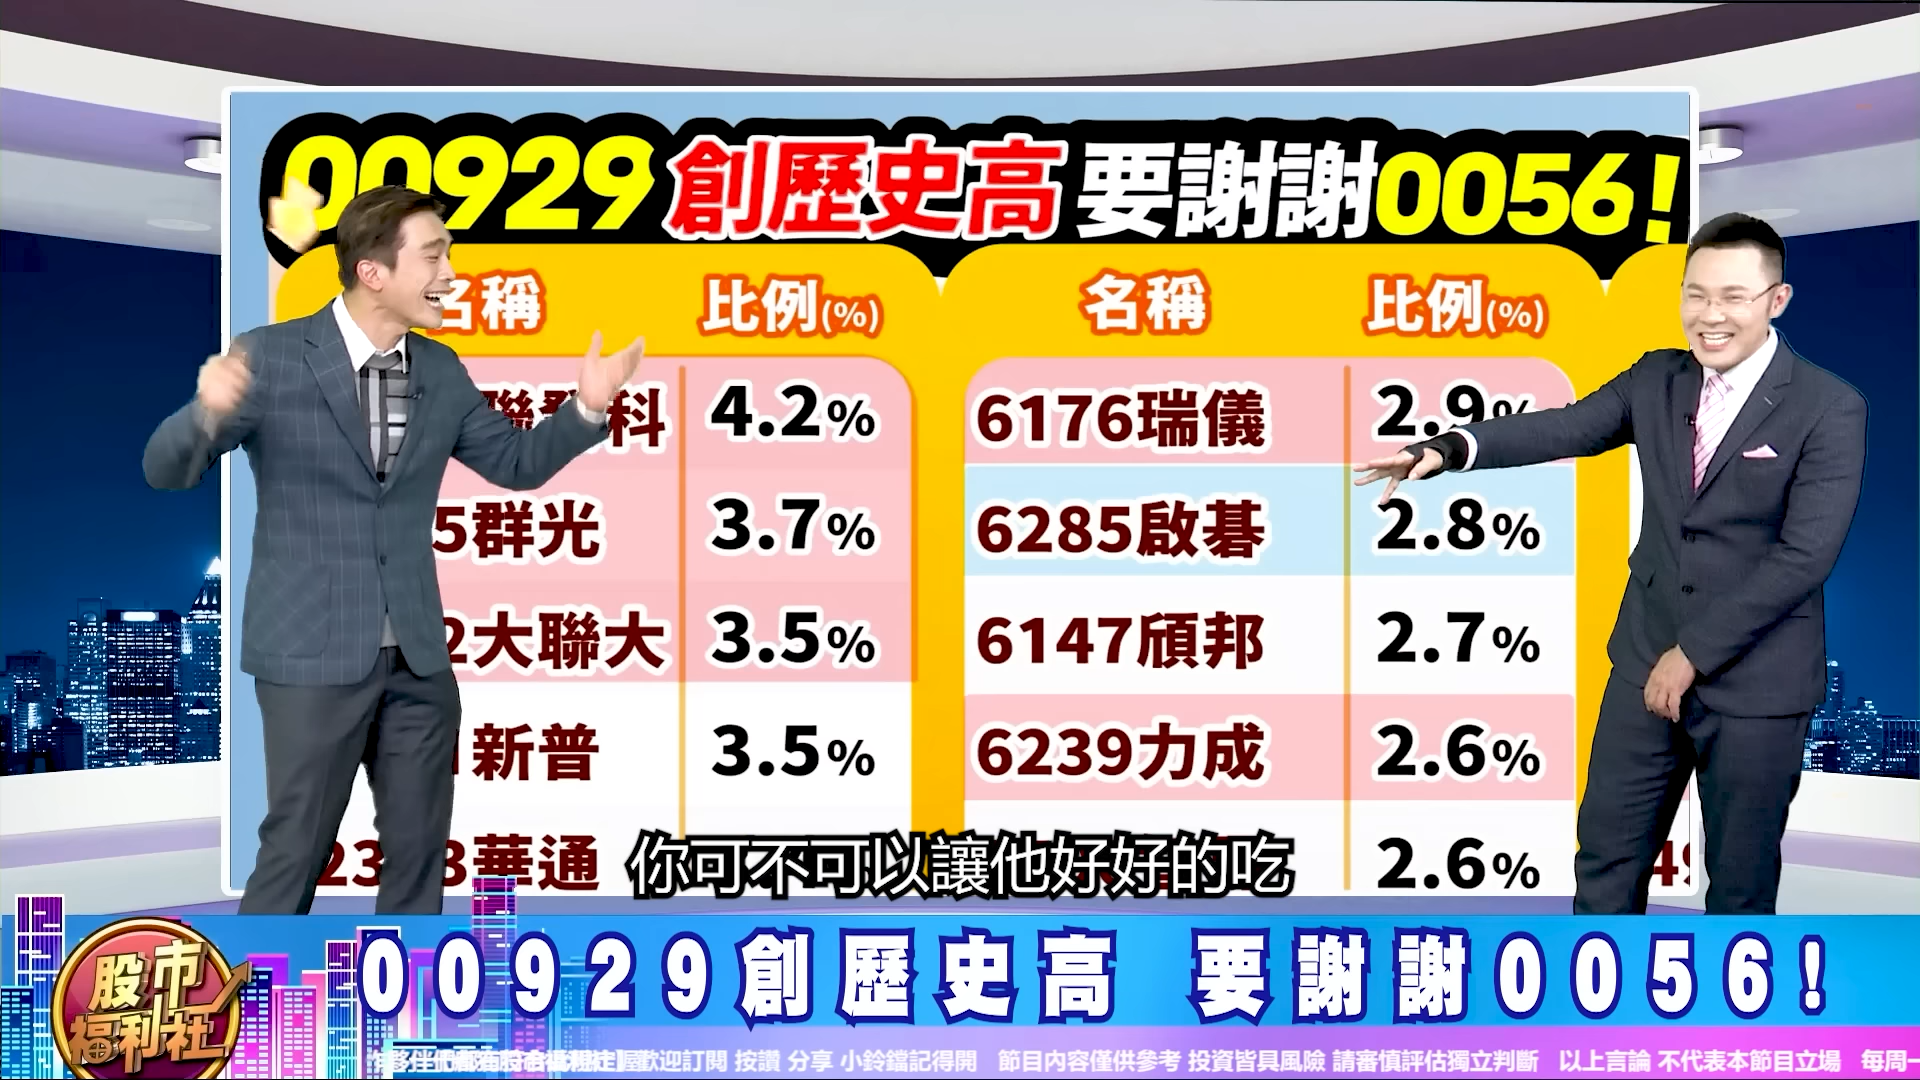 00929創歷史高 要謝謝0056!
名稱 比例(%) 名稱 比例(%)
聯發科 4.2% 6176瑞儀 2.9%
5群光 3.7% 6285啟碁 2.8%
2大聯大 3.5% 6147頎邦 2.7%
1新普 3.5% 6239力成 2.6%
23 3華通 2.6% 49
你可不可以讓他好好的吃
00929創歷史高 要謝謝0056!
股市
福利社
歡迎訂閱 按讚 分享 小鈴鐺記得開 節目內容僅供參考 投資皆具風險 請審慎評估獨立判斷 以上言論 不代表本節目立場 每周一